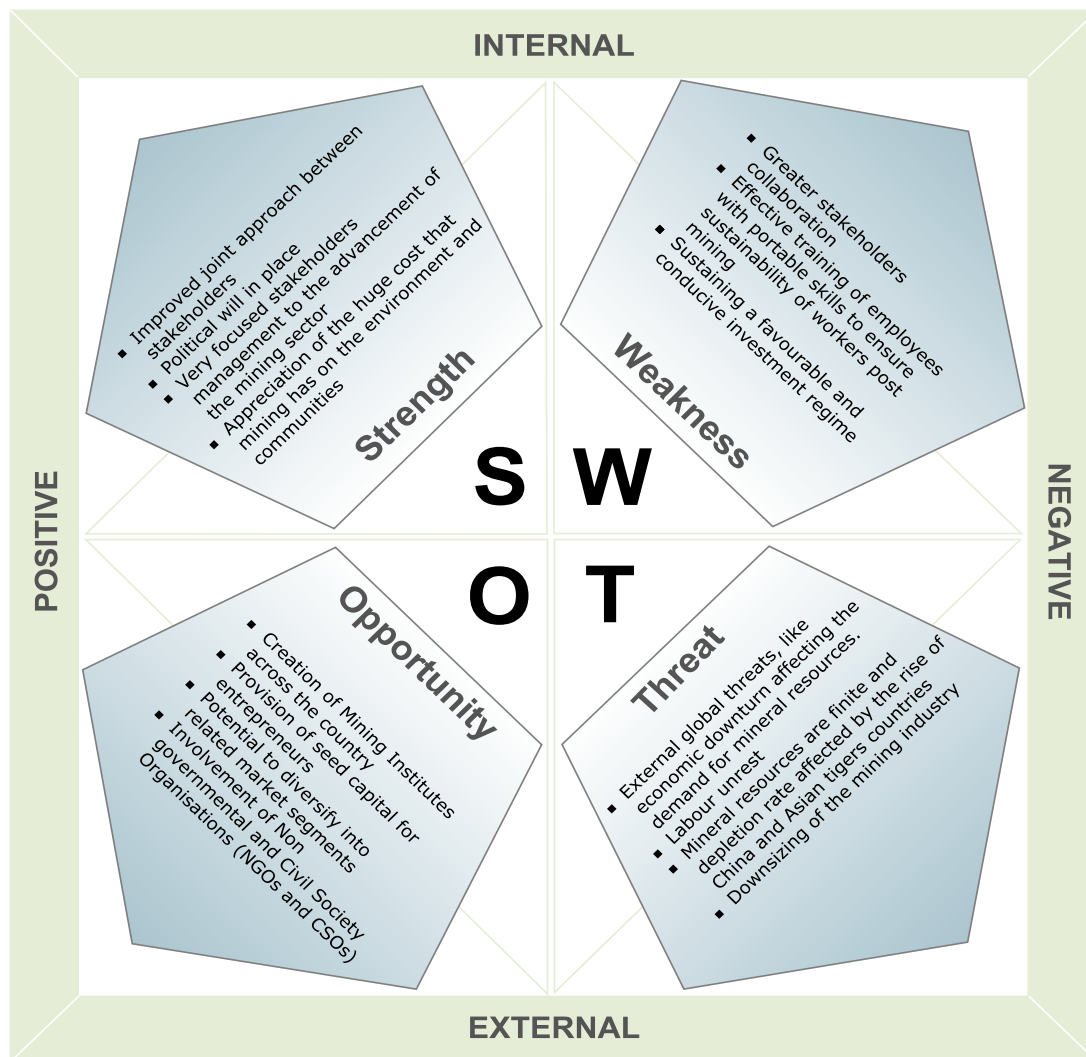 INTERNAL
Improved joint approach between
stakeholders
Political will in place
Very focused stakeholders
management to the advancement of
the mining sector
Appreciation of the huge cost that
mining has on the environment and
communities
Strength
Greater stakeholders
collaboration
Effective training of employees
with portable skills to ensure
sustainability of workers post
mining
Sustaining a favourable and
conducive investment regime
Weakness
S
W
POSITIVE
NEGATIVE
O
T
Opportunity
Creation of Mining Institutes
across the country
Provision of seed capital for
entrepreneurs
Potential to diversify into
related market segments
Involvement of Non
governmental and Civil Society
Organisations (NGOs and CSOs)
Threat
External global threats, like
economic downturn affecting the
demand for mineral resources.
Labour unrest
Mineral resources are finite and
depletion rate affected by the rise of
China and Asian tigers countries
Downsizing of the mining industry
EXTERNAL